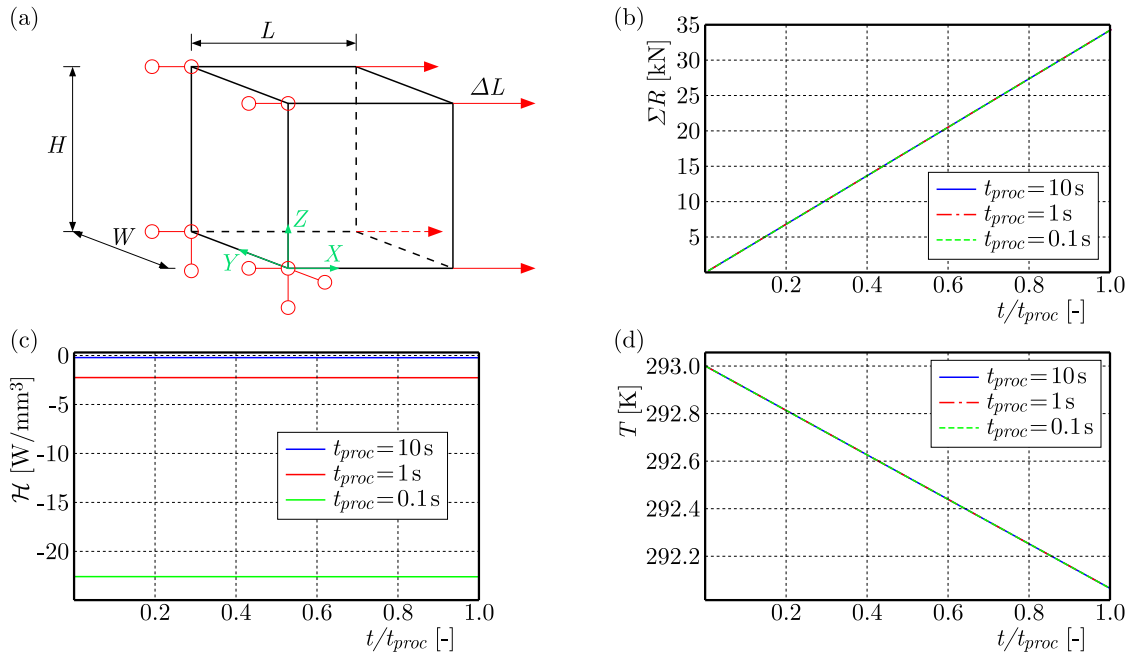 (a)
L
ΔL
H
W
Z
Y
X
(b)
ΣR [kN]
35
30
25
20
15
10
5
t_proc = 10 s
t_proc = 1 s
t_proc = 0.1 s
0.2 0.4 0.6 0.8 1.0
t/t_proc [-]
(c)
ℋ [W/mm³]
0
-5
-10
-15
-20
t_proc = 10 s
t_proc = 1 s
t_proc = 0.1 s
0.2 0.4 0.6 0.8 1.0
t/t_proc [-]
(d)
T [K]
293.0
292.8
292.6
292.4
292.2
t_proc = 10 s
t_proc = 1 s
t_proc = 0.1 s
0.2 0.4 0.6 0.8 1.0
t/t_proc [-]